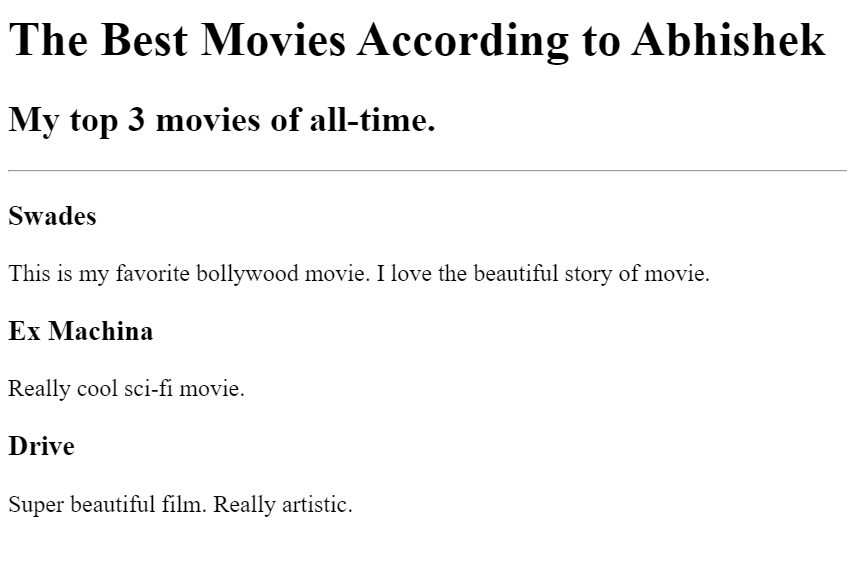 The Best Movies According to Abhishek
My top 3 movies of all-time.
Swades
This is my favorite bollywood movie. I love the beautiful story of movie.
Ex Machina
Really cool sci-fi movie.
Drive
Super beautiful film. Really artistic.